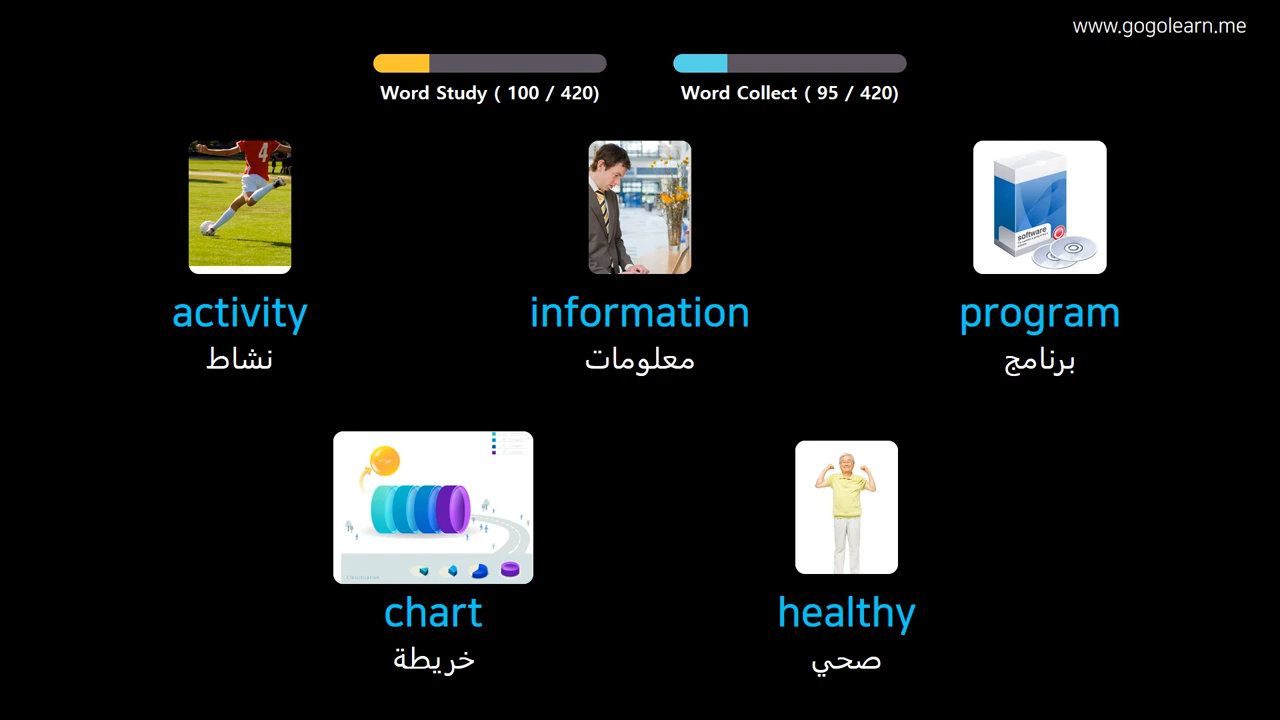 www.gogolearn.me
Word Study ( 100 / 420)
Word Collect ( 95 / 420)
4
software
activity
نشاط
information
معلومات
program
برنامج
chart
خريطة
healthy
صحي